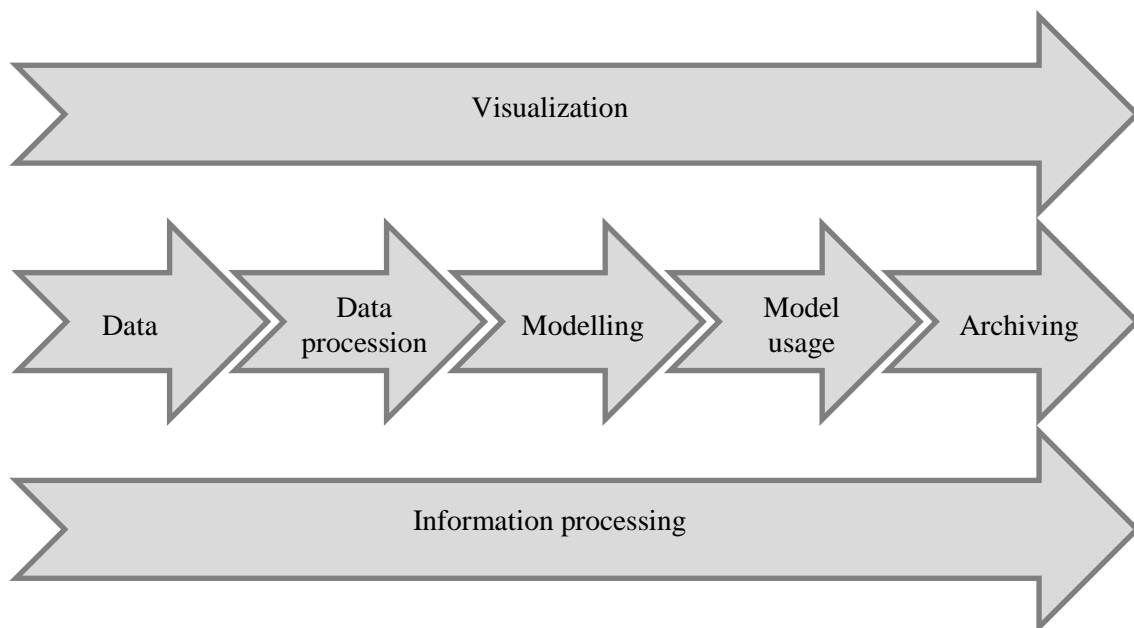 Visualization
Data
Data
procession
Modelling
Model
usage
Archiving
Information processing